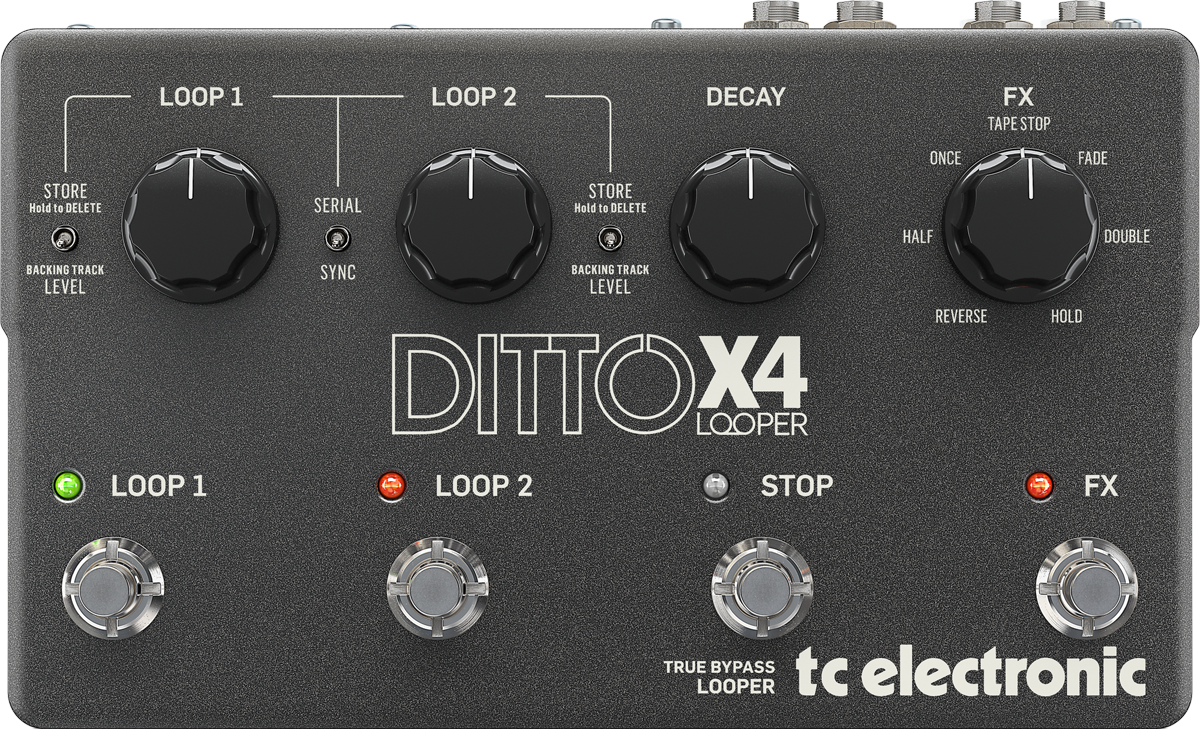 LOOP 1
LOOP 2
DECAY
FX
TAPE STOP
ONCE
FADE
HALF
DOUBLE
REVERSE
HOLD
STORE
Hold to DELETE
BACKING TRACK
LEVEL
SERIAL
SYNC
STORE
Hold to DELETE
BACKING TRACK
LEVEL
DITTO X4
LOOPER
LOOP 1
LOOP 2
STOP
FX
TRUE BYPASS
LOOPER
tc electronic